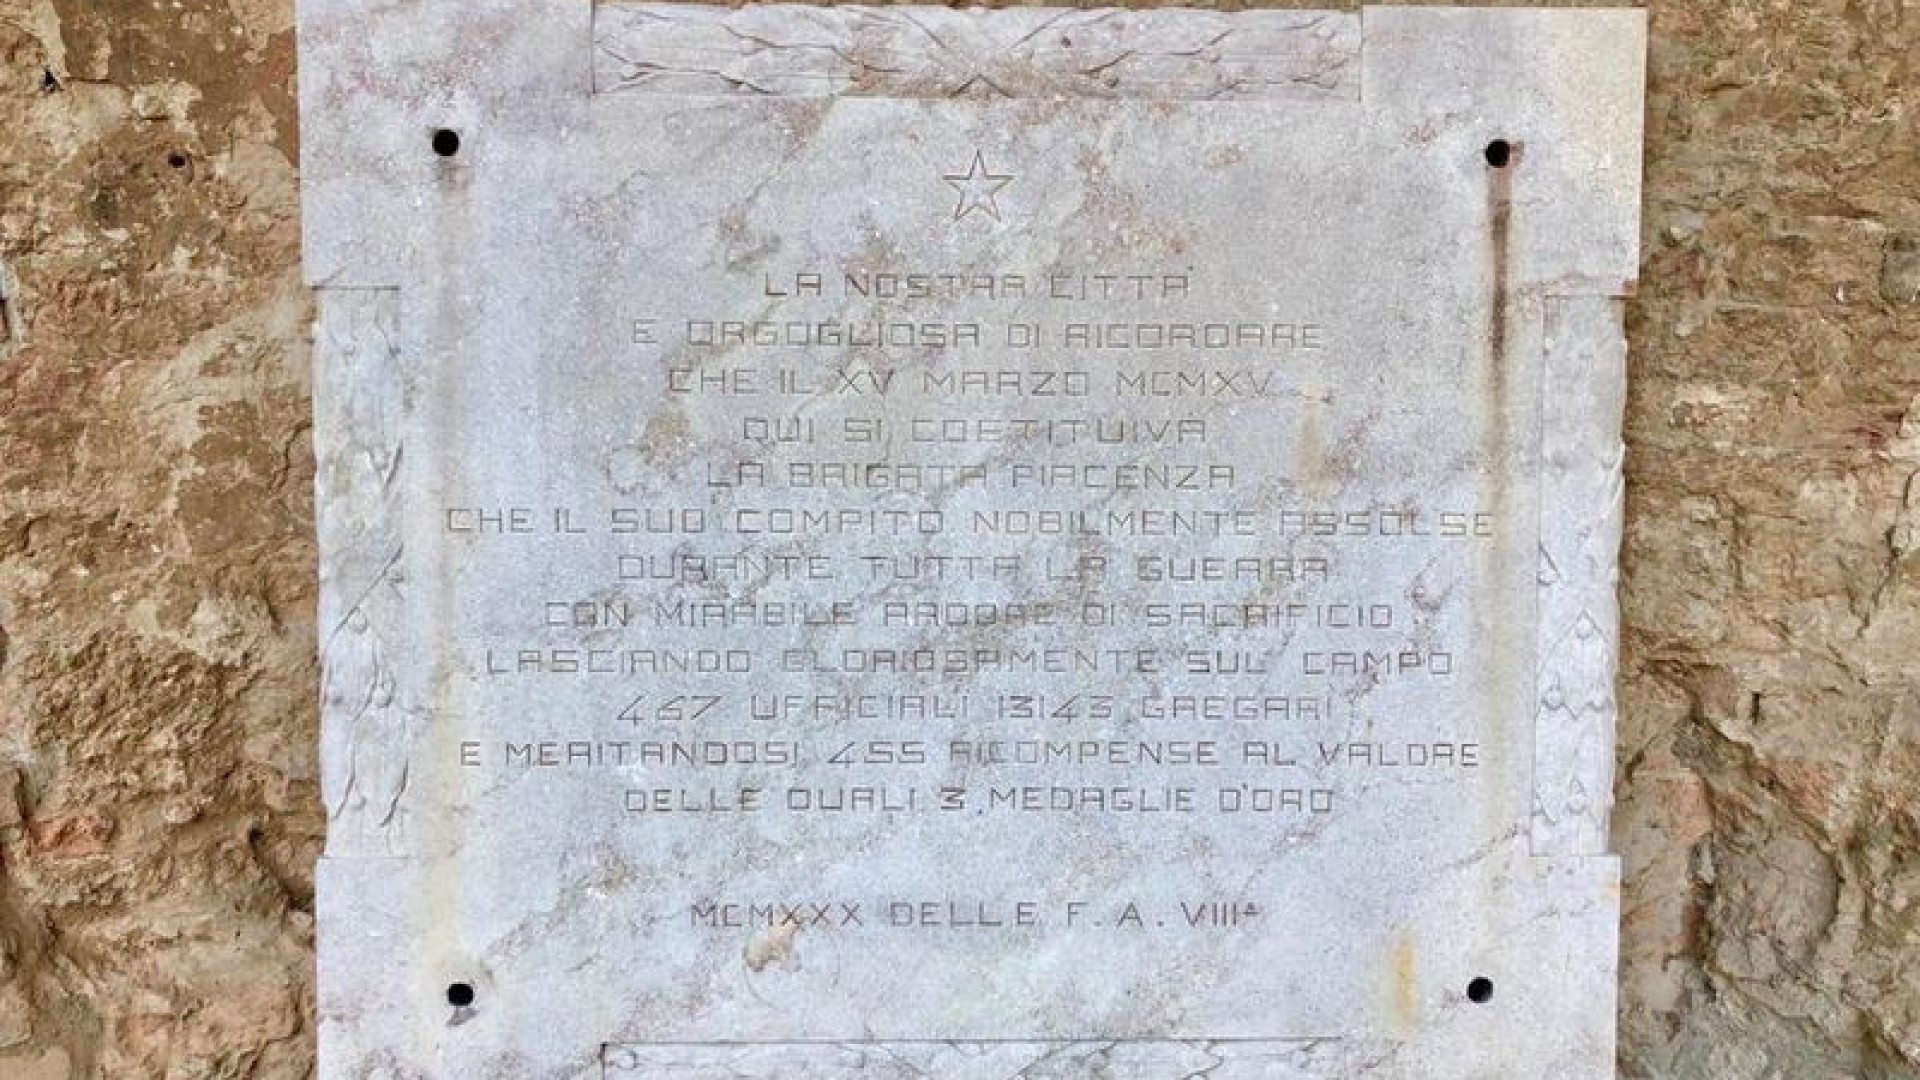 LA NOSTRA CITTA'
E ORGOGLIOSA DI RICORDARE
CHE IL XV MARZO MCMXV
QUI SI COSTITUIVA
LA BRIGATA PIACENZA
CHE IL SUO COMPITO NOBILMENTE ASSOLSE
DURANTE TUTTA LA GUERRA
CON MIRABILE ARDORE DI SACRIFICIO
LASCIANDO GLORIOSAMENTE SUL CAMPO
467 UFFICIALI 13143 GREGARI
E MERITANDOSI 455 RICOMPENSE AL VALORE
DELLE QUALI 3 MEDAGLIE D'ORO
MCMXXX DELLE F. A. VIIIA